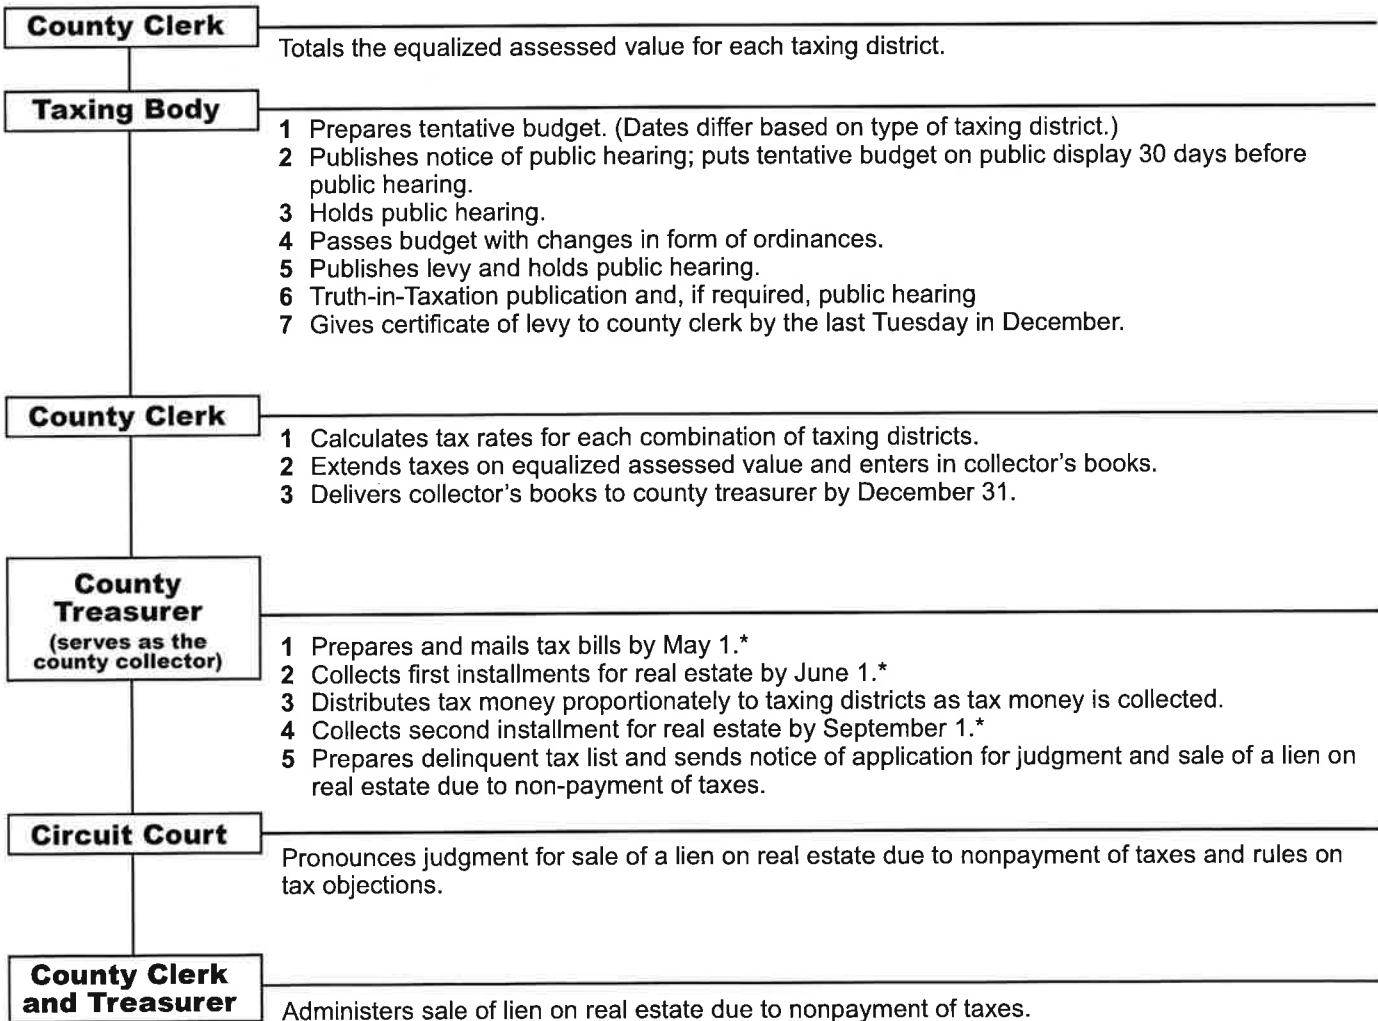 County Clerk
Totals the equalized assessed value for each taxing district.
Taxing Body
1 Prepares tentative budget. (Dates differ based on type of taxing district.)
2 Publishes notice of public hearing; puts tentative budget on public display 30 days before
public hearing.
3 Holds public hearing.
4 Passes budget with changes in form of ordinances.
5 Publishes levy and holds public hearing.
6 Truth-in-Taxation publication and, if required, public hearing
7 Gives certificate of levy to county clerk by the last Tuesday in December.
County Clerk
1 Calculates tax rates for each combination of taxing districts.
2 Extends taxes on equalized assessed value and enters in collector's books.
3 Delivers collector's books to county treasurer by December 31.
County
Treasurer
(serves as the
county collector)
1 Prepares and mails tax bills by May 1.*
2 Collects first installments for real estate by June 1.*
3 Distributes tax money proportionately to taxing districts as tax money is collected.
4 Collects second installment for real estate by September 1.*
5 Prepares delinquent tax list and sends notice of application for judgment and sale of a lien on
real estate due to non-payment of taxes.
Circuit Court
Pronounces judgment for sale of a lien on real estate due to nonpayment of taxes and rules on
tax objections.
County Clerk
and Treasurer
Administers sale of lien on real estate due to nonpayment of taxes.